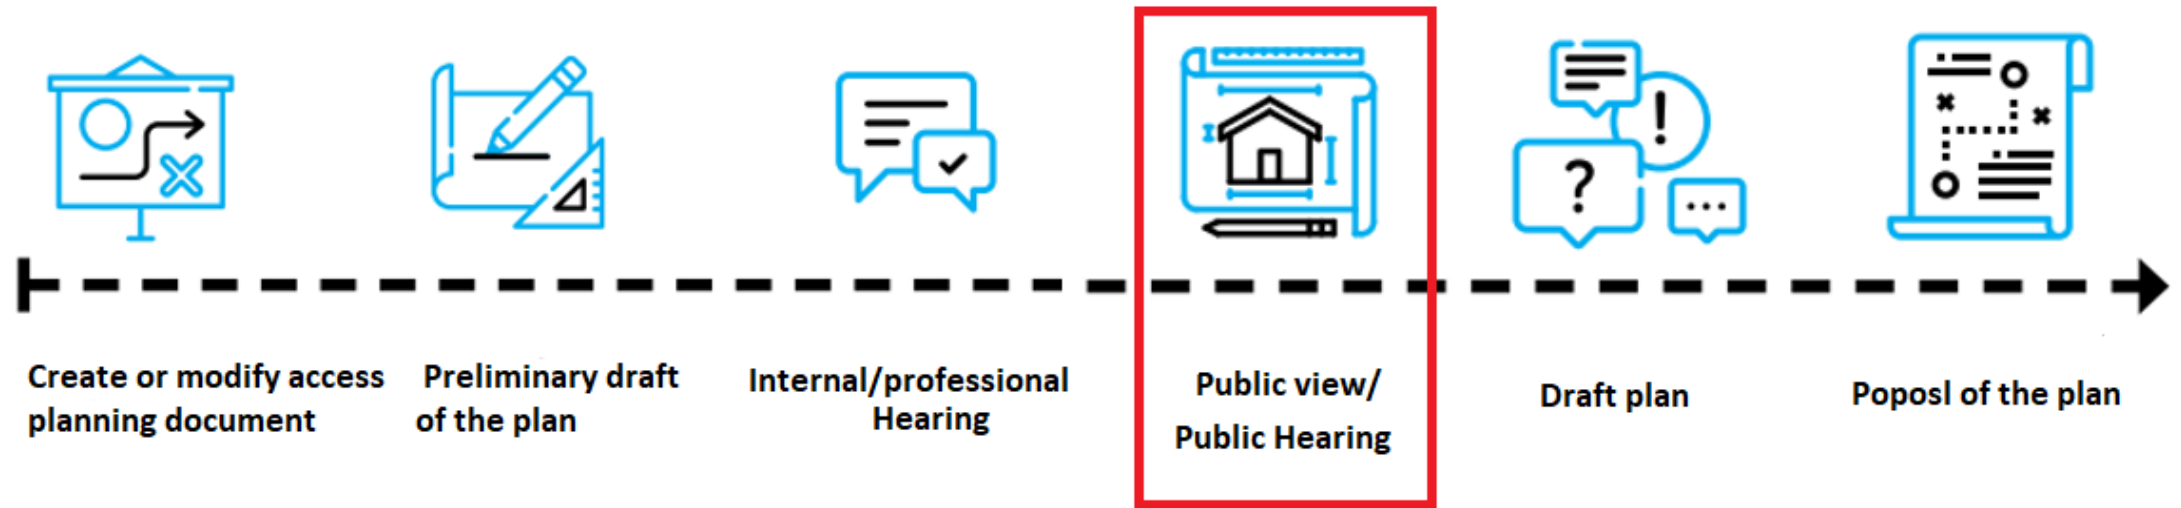 Create or modify access
planning document
Preliminary draft
of the plan
Internal/professional
Hearing
Public view/
Public Hearing
Draft plan
Poposl of the plan